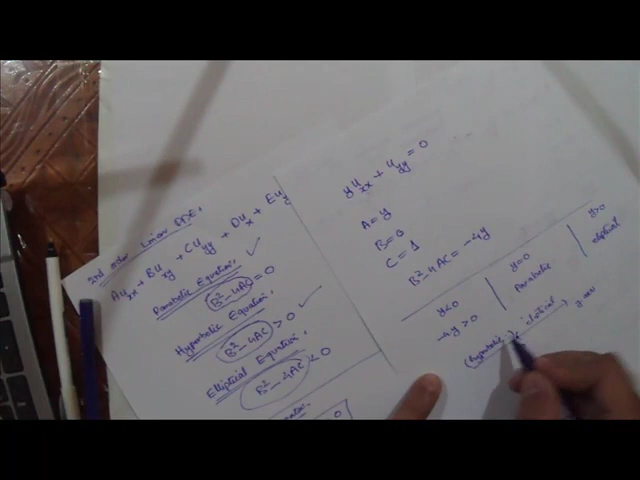 2nd order Linear PDE:
Au_xx + Bu_xy + Cu_yy + Du_x + Eu_y
Parabolic Equation: ✓
B²-4AC = 0
Hyperbolic Equation:
B²-4AC > 0 ✓
Elliptical Equation:
B²-4AC < 0
0
yu_xx + u_yy = 0
A = y
B = 0
C = 1
B²-4AC = -4y
y<0 | y=0 | y>0
-4y>0 Parabolic elliptical
(hyperbolic